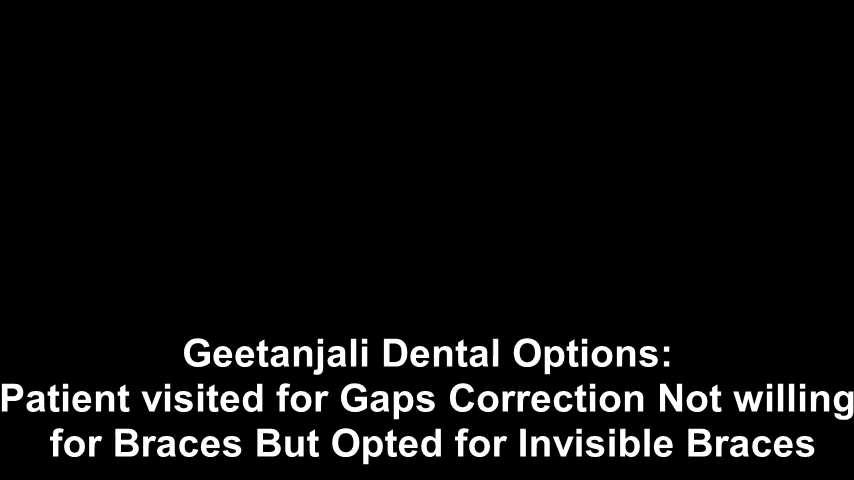 Geetanjali Dental Options:
Patient visited for Gaps Correction Not willing
for Braces But Opted for Invisible Braces